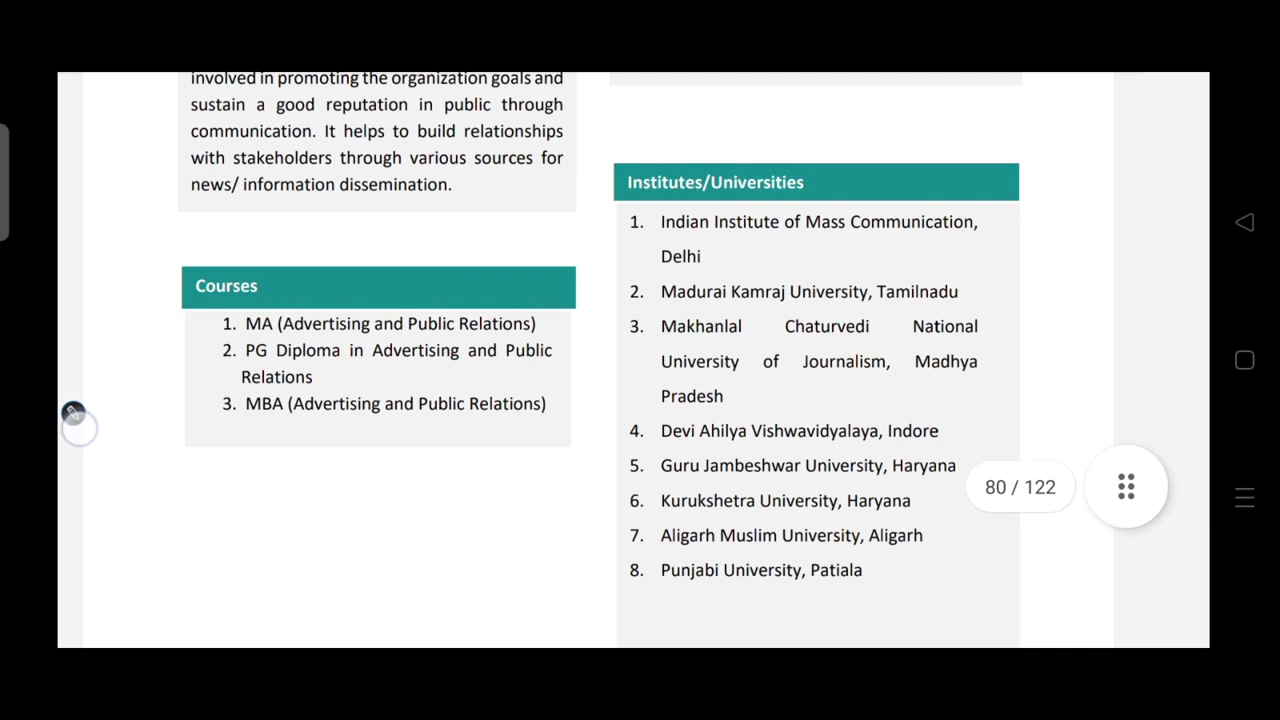 involved in promoting the organization goals and
sustain a good reputation in public through
communication. It helps to build relationships
with stakeholders through various sources for
news/ information dissemination.
Courses
1. MA (Advertising and Public Relations)
2. PG Diploma in Advertising and Public
Relations
3. MBA (Advertising and Public Relations)
Institutes/Universities
1. Indian Institute of Mass Communication,
Delhi
2. Madurai Kamraj University, Tamilnadu
3. Makhanlal Chaturvedi National
University of Journalism, Madhya
Pradesh
4. Devi Ahilya Vishwavidyalaya, Indore
5. Guru Jambeshwar University, Haryana
6. Kurukshetra University, Haryana
7. Aligarh Muslim University, Aligarh
8. Punjabi University, Patiala
80 / 122